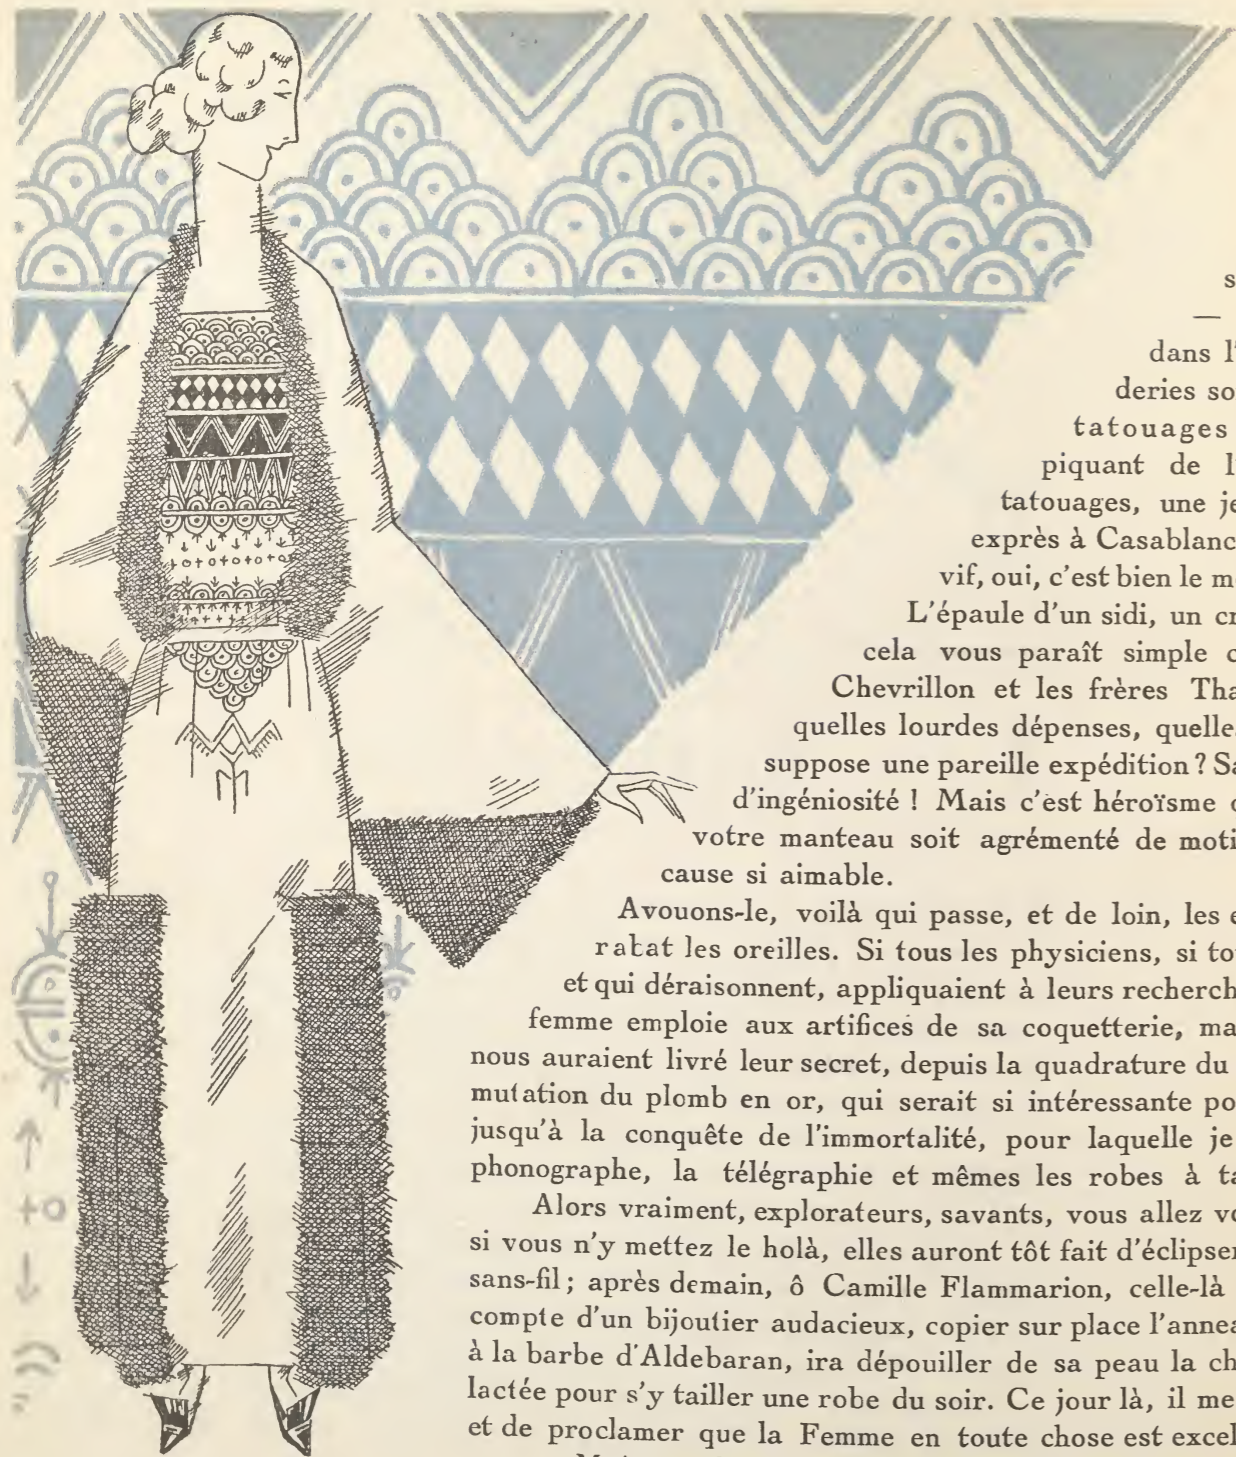 s
—
dans l'
deries so
tatouages
piquant de l'
tatouages, une je
exprès à Casablanc
vif, oui, c'est bien le m
L'épaule d'un sidi, un cr
cela vous paraît simple c
Chevrillon et les frères Tha
quelles lourdes dépenses, quelle
suppose une pareille expédition ? Sa
d'ingéniosité ! Mais c'est héroïsme
votre manteau soit agrémenté de moti
cause si aimable.
Avouons-le, voilà qui passe, et de loin, les e
rabat les oreilles. Si tous les physiciens, si to
et qui déraisonnent, appliquaient à leurs recherch
femme emploie aux artifices de sa coquetterie, ma
nous auraient livré leur secret, depuis la quadrature du
mutation du plomb en or, qui serait si intéressante po
jusqu'à la conquête de l'immortalité, pour laquelle je
phonographe, la télégraphie et mêmes les robes à ta
Alors vraiment, explorateurs, savants, vous allez vo
si vous n'y mettez le holà, elles auront tôt fait d'éclipser
sans-fil ; après demain, ô Camille Flammarion, celle-là
compte d'un bijoutier audacieux, copier sur place l'annea
à la barbe d'Aldebaran, ira dépouiller de sa peau la ch
lactée pour s'y tailler une robe du soir. Ce jour là, il me
et de proclamer que la Femme en toute chose est excel